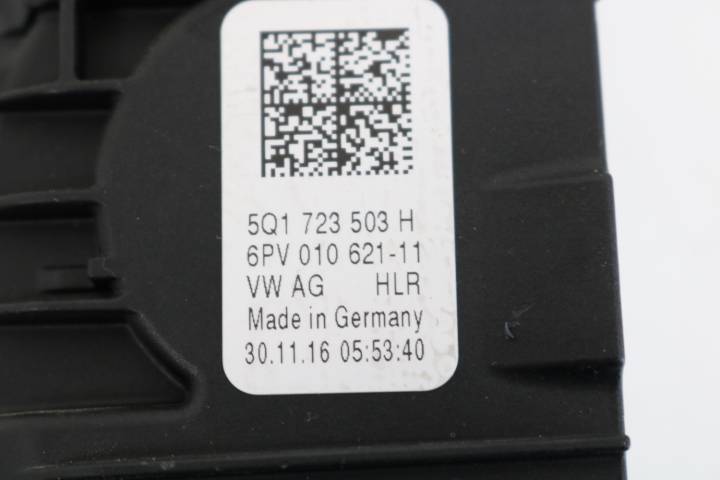 5Q1 723 503 H
6PV 010 621-11
VW AG HLR
Made in Germany
30.11.16 05:53:40